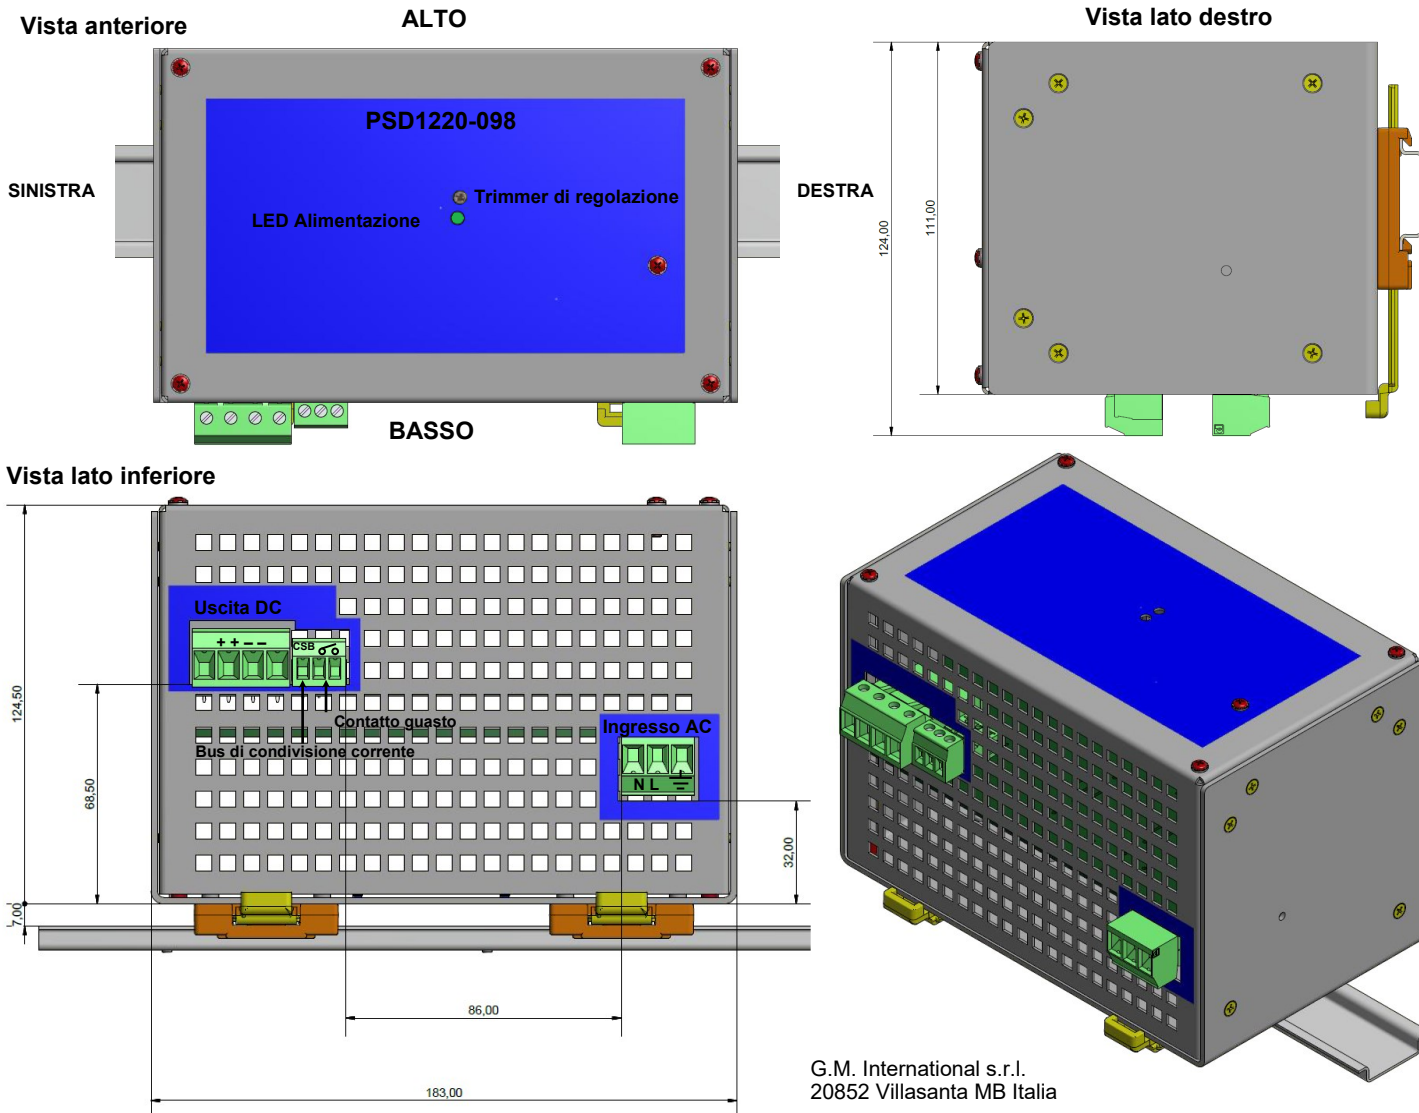 Vista anteriore
ALTO
Vista lato destro
PSD1220-098
SINISTRA
Trimmer di regolazione
DESTRA
LED Alimentazione
124,00
111,00
BASSO
Vista lato inferiore
Uscita DC
+ + − −
CSB
Contatto guasto
Bus di condivisione corrente
Ingresso AC
N L
124,50
68,50
32,00
7,00
86,00
183,00
G.M. International s.r.l.
20852 Villasanta MB Italia